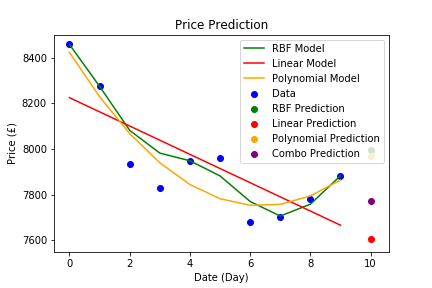 Price Prediction
RBF Model
Linear Model
Polynomial Model
Data
RBF Prediction
Linear Prediction
Polynomial Prediction
Combo Prediction
Price (£)
8400
8200
8000
7800
7600
0 2 4 6 8 10
Date (Day)